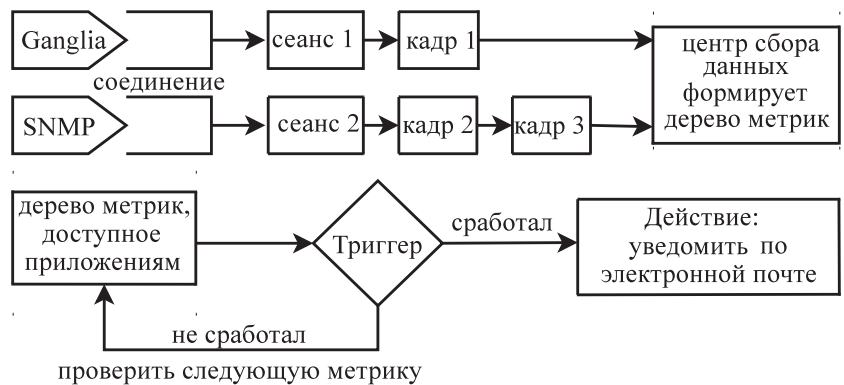 Ganglia
соединение
сеанс 1
кадр 1
центр сбора
данных
формирует
дерево метрик
SNMP
сеанс 2
кадр 2
кадр 3
дерево метрик,
доступное
приложениям
Триггер
сработал
Действие:
уведомить по
электронной почте
не сработал
проверить следующую метрику